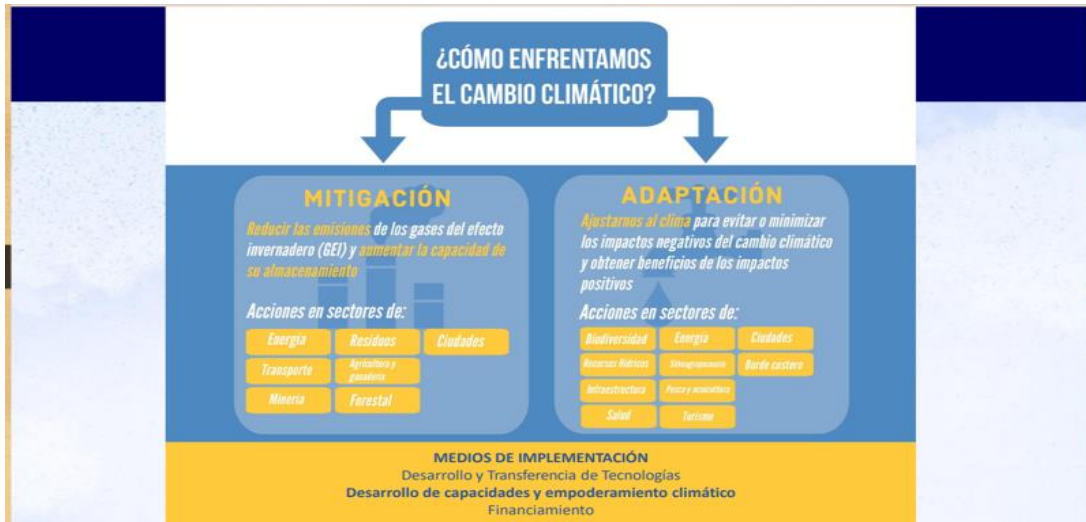 ¿CÓMO ENFRENTAMOS
EL CAMBIO CLIMÁTICO?
MITIGACIÓN
Reducir las emisiones de los gases del efecto
invernadero (GEI) y aumentar la capacidad de
su almacenamiento
Acciones en sectores de:
Energía
Residuos
Ciudades
Transporte
Agricultura y
ganadería
Minería
Forestal
ADAPTACIÓN
Ajustarnos al clima para evitar o minimizar
los impactos negativos del cambio climático
y obtener beneficios de los impactos
positivos
Acciones en sectores de:
Biodiversidad
Energía
Ciudades
Recursos Hídricos
Silvoagropecuario
Borde costero
Infraestructura
Pesca y acuicultura
Salud
Turismo
MEDIOS DE IMPLEMENTACIÓN
Desarrollo y Transferencia de Tecnologías
Desarrollo de capacidades y empoderamiento climático
Financiamiento